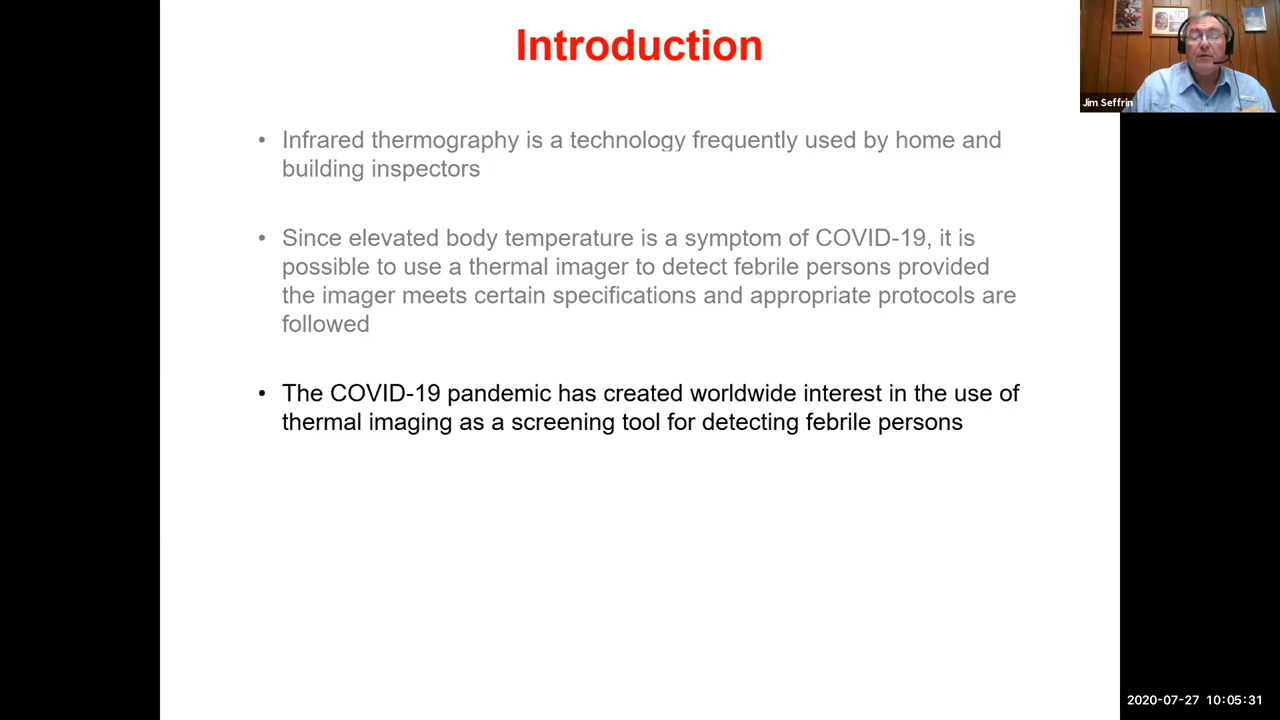 Introduction
• Infrared thermography is a technology frequently used by home and
building inspectors
• Since elevated body temperature is a symptom of COVID-19, it is
possible to use a thermal imager to detect febrile persons provided
the imager meets certain specifications and appropriate protocols are
followed
• The COVID-19 pandemic has created worldwide interest in the use of
thermal imaging as a screening tool for detecting febrile persons
Jim Seffrin
2020-07-27 10:05:31